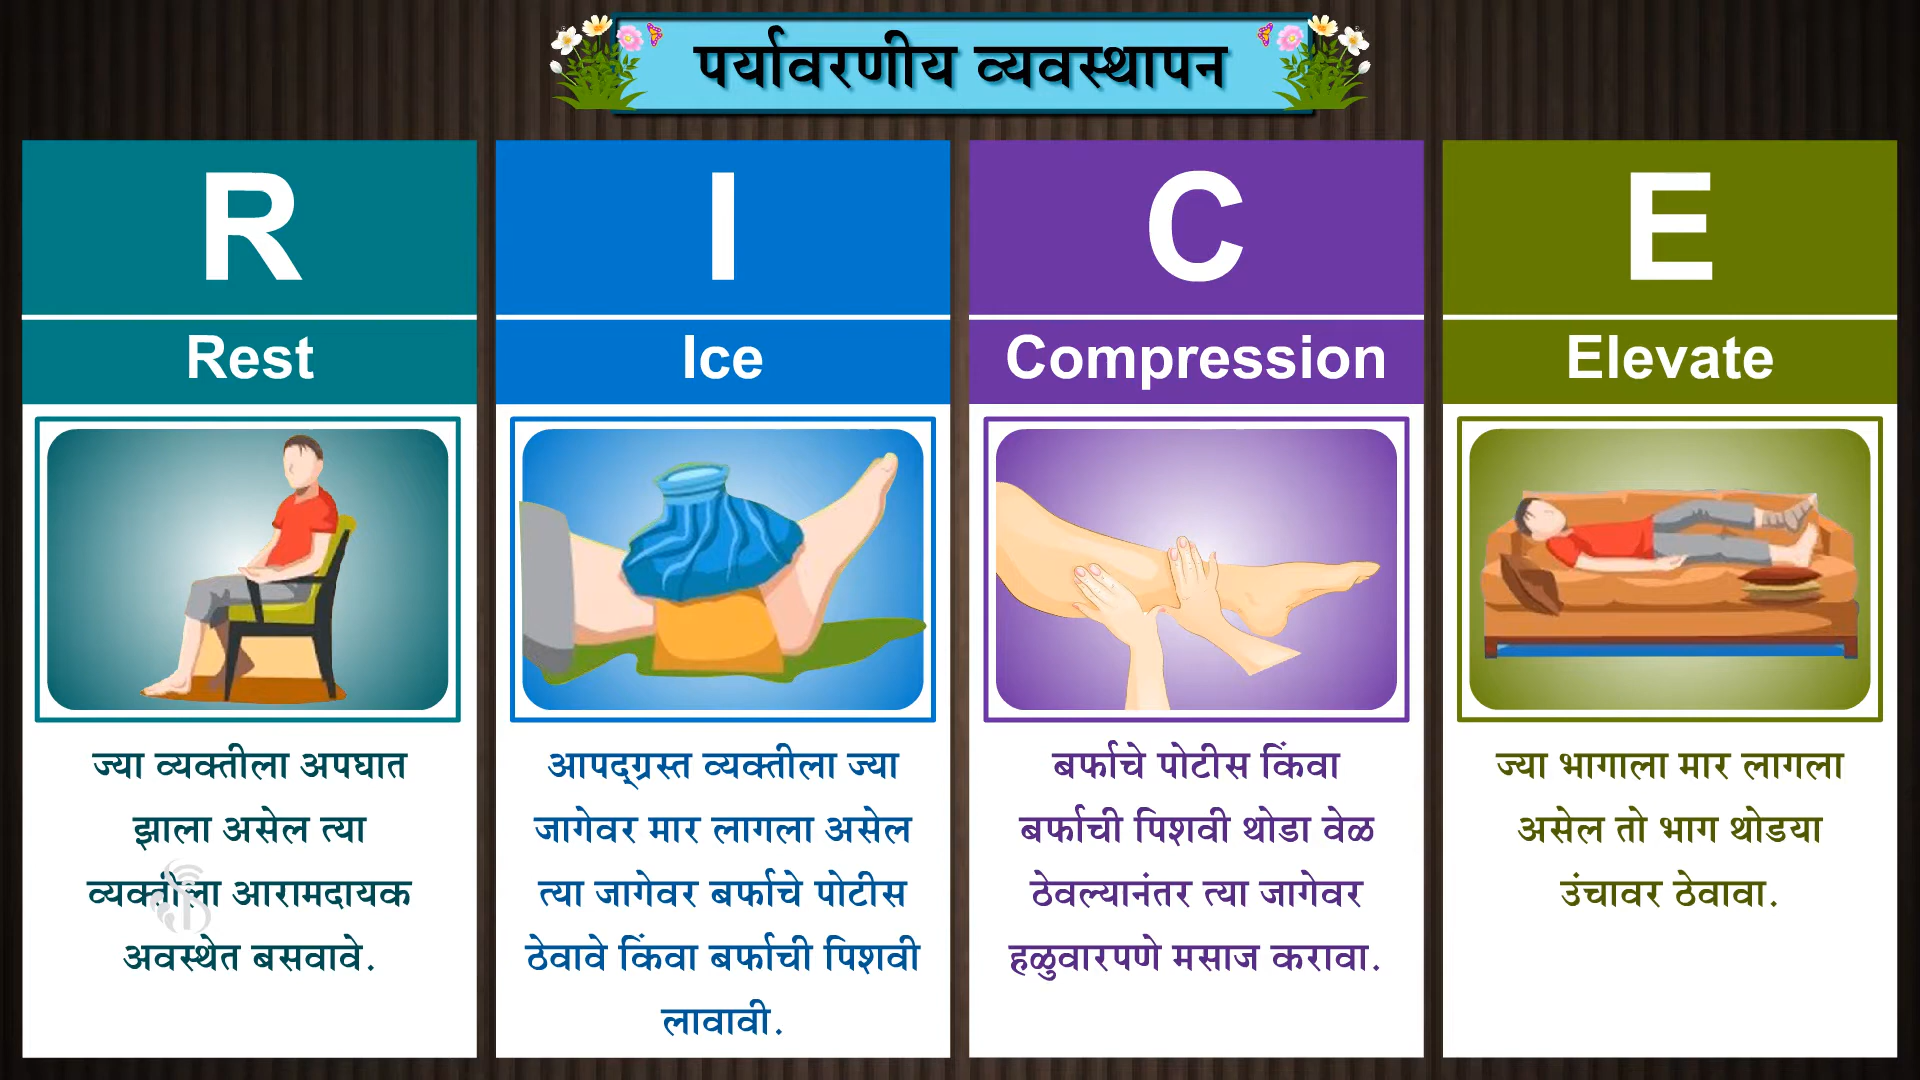 पर्यावरणीय व्यवस्थापन
R
Rest
ज्या व्यक्तीला अपघात
झाला असेल त्या
व्यक्तीला आरामदायक
अवस्थेत बसवावे.
I
Ice
आपद्ग्रस्त व्यक्तीला ज्या
जागेवर मार लागला असेल
त्या जागेवर बर्फाचे पोटीस
ठेवावे किंवा बर्फाची पिशवी
लावावी.
C
Compression
बर्फाचे पोटीस किंवा
बर्फाची पिशवी थोडा वेळ
ठेवल्यानंतर त्या जागेवर
हळुवारपणे मसाज करावा.
E
Elevate
ज्या भागाला मार लागला
असेल तो भाग थोडया
उंचावर ठेवावा.